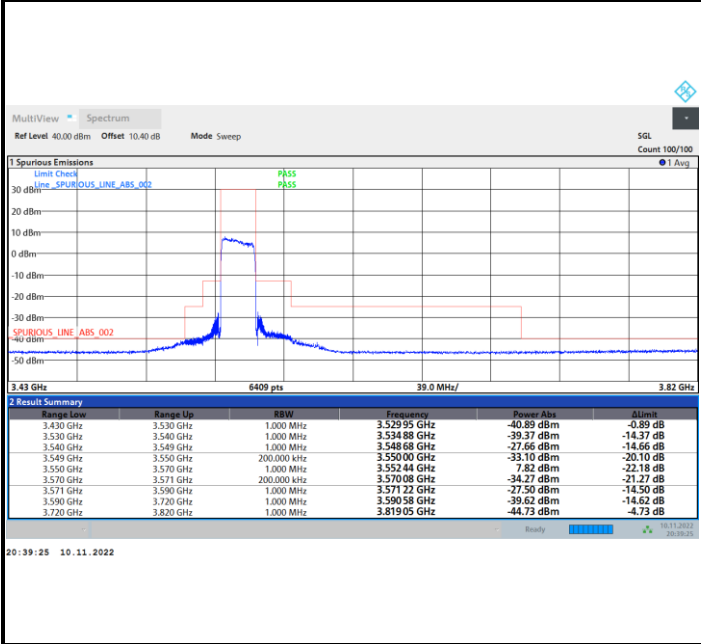 MultiView Spectrum
Ref Level 40.00 dBm Offset 10.40 dB Mode Sweep SGL
Count 100/100
1 Spurious Emissions 1 Avg
Limit Check PASS
Line _SPURIOUS_LINE_ABS_002 PASS
30 dBm
20 dBm
10 dBm
0 dBm
-10 dBm
-20 dBm
-30 dBm
SPURIOUS_LINE_ABS_002
-40 dBm
-50 dBm
3.43 GHz 6409 pts 39.0 MHz/ 3.82 GHz
2 Result Summary
Range Low Range Up RBW Frequency Power Abs ΔLimit
3.430 GHz 3.530 GHz 1.000 MHz 3.52995 GHz -40.89 dBm -0.89 dB
3.530 GHz 3.540 GHz 1.000 MHz 3.53488 GHz -39.37 dBm -14.37 dB
3.540 GHz 3.549 GHz 1.000 MHz 3.54868 GHz -27.66 dBm -14.66 dB
3.549 GHz 3.550 GHz 200.000 kHz 3.55000 GHz -33.10 dBm -20.10 dB
3.550 GHz 3.570 GHz 1.000 MHz 3.55244 GHz 7.82 dBm -22.18 dB
3.570 GHz 3.571 GHz 200.000 kHz 3.57008 GHz -34.27 dBm -21.27 dB
3.571 GHz 3.590 GHz 1.000 MHz 3.57122 GHz -27.50 dBm -14.50 dB
3.590 GHz 3.720 GHz 1.000 MHz 3.59058 GHz -39.62 dBm -14.62 dB
3.720 GHz 3.820 GHz 1.000 MHz 3.81905 GHz -44.73 dBm -4.73 dB
Ready 10.11.2022
20:39:25
20:39:25 10.11.2022